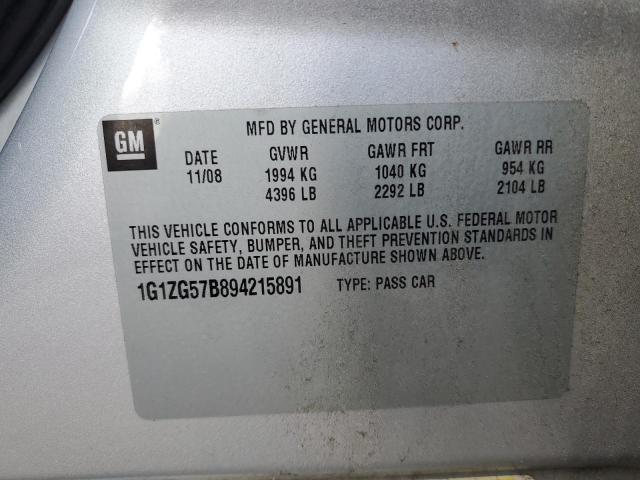 GM ®
MFD BY GENERAL MOTORS CORP.
DATE GVWR GAWR FRT GAWR RR
11/08 1994 KG 1040 KG 954 KG
4396 LB 2292 LB 2104 LB
THIS VEHICLE CONFORMS TO ALL APPLICABLE U.S. FEDERAL MOTOR
VEHICLE SAFETY, BUMPER, AND THEFT PREVENTION STANDARDS IN
EFFECT ON THE DATE OF MANUFACTURE SHOWN ABOVE.
1G1ZG57B894215891 TYPE: PASS CAR